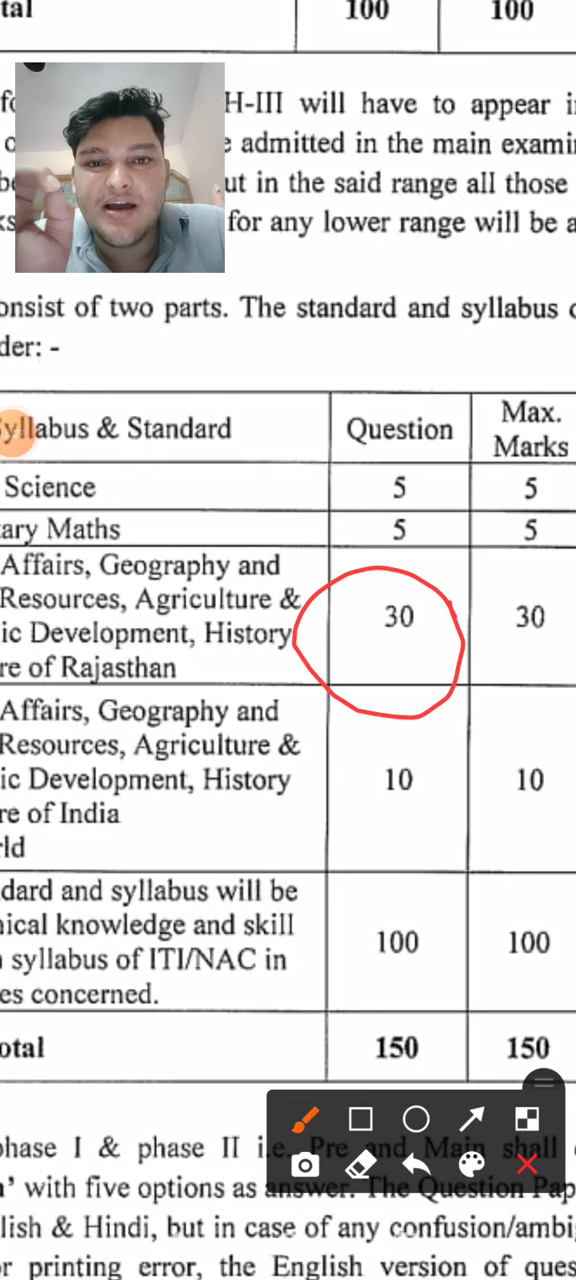 tal 100 100
H-III will have to appear in
admitted in the main examin
ut in the said range all those
for any lower range will be a
onsist of two parts. The standard and syllabus
der: -
Syllabus & Standard Question Max. Marks
Science 5 5
tary Maths 5 5
Affairs, Geography and
Resources, Agriculture & 30 30
ic Development, History
re of Rajasthan
Affairs, Geography and
Resources, Agriculture &
ic Development, History 10 10
re of India
ld
dard and syllabus will be
nical knowledge and skill
syllabus of ITI/NAC in 100 100
es concerned.
otal 150 150
phase I & phase II i.e. Pre and Main shall
' with five options as answer. The Question Pap
lish & Hindi, but in case of any confusion/ambig
r printing error, the English version of ques